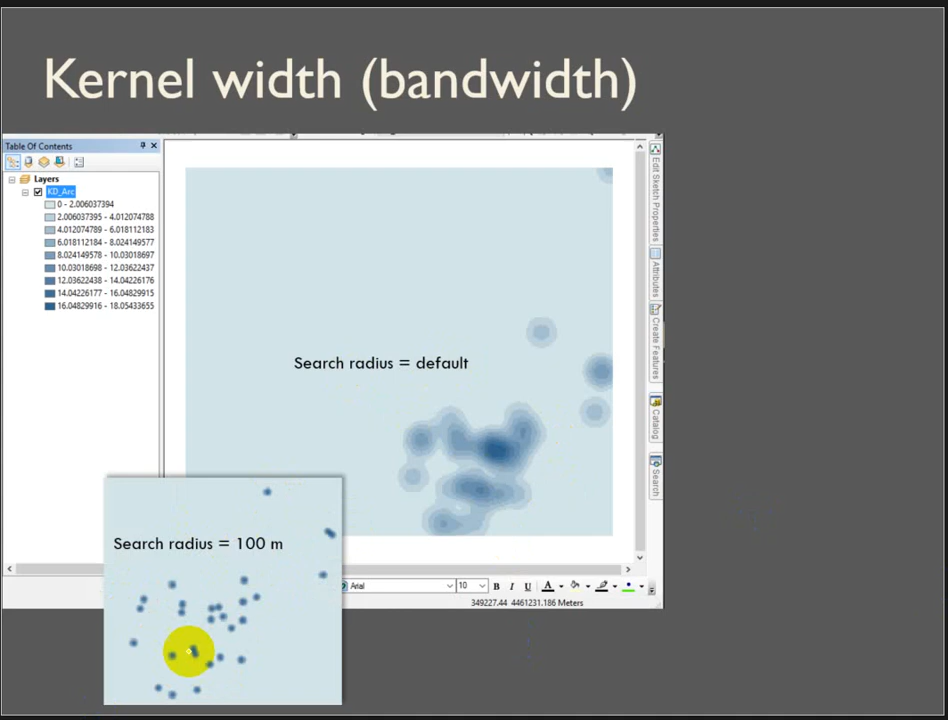 Kernel width (bandwidth)
Table Of Contents
Layers
KD_Arc
0 - 2.006037394
2.006037395 - 4.012074788
4.012074789 - 6.018112183
6.018112184 - 8.024149577
8.024149578 - 10.03018697
10.03018698 - 12.03622437
12.03622438 - 14.04226176
14.04226177 - 16.04829915
16.04829916 - 18.05433655
Search radius = default
Edit Sketch Properties
Attributes
Create Features
Catalog
Search
Search radius = 100 m
Arial
10
B I U A
349227.44 4461231.186 Meters